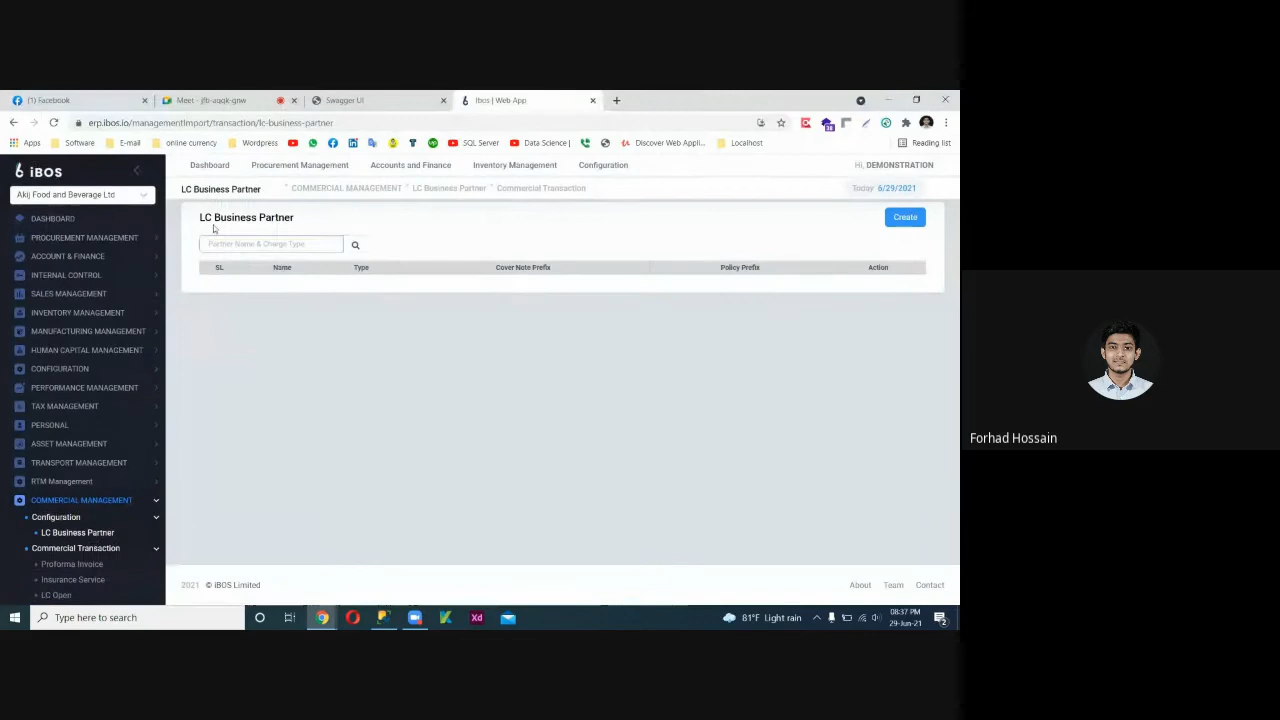 (1) Facebook
Meet - jfb-aqqk-gnw
Swagger UI
Ibos | Web App
erp.ibos.io/managementImport/transaction/lc-business-partner
Apps
Software
E-mail
online currency
Wordpress
SQL Server
Data Science |
Discover Web Appli...
Localhost
Reading list
iBOS
Dashboard
Procurement Management
Accounts and Finance
Inventory Management
Configuration
Hi, DEMONSTRATION
Akij Food and Beverage Ltd
LC Business Partner
COMMERCIAL MANAGEMENT
LC Business Partner
Commercial Transaction
Today 6/29/2021
LC Business Partner
Create
Partner Name & Charge Type
SL
Name
Type
Cover Note Prefix
Policy Prefix
Action
DASHBOARD
PROCUREMENT MANAGEMENT
ACCOUNT & FINANCE
INTERNAL CONTROL
SALES MANAGEMENT
INVENTORY MANAGEMENT
MANUFACTURING MANAGEMENT
HUMAN CAPITAL MANAGEMENT
CONFIGURATION
PERFORMANCE MANAGEMENT
TAX MANAGEMENT
PERSONAL
ASSET MANAGEMENT
TRANSPORT MANAGEMENT
RTM Management
COMMERCIAL MANAGEMENT
Configuration
LC Business Partner
Commercial Transaction
Proforma Invoice
Insurance Service
LC Open
2021 © iBOS Limited
About
Team
Contact
Type here to search
Xd
81°F Light rain
08:37 PM
29-Jun-21
2
Forhad Hossain